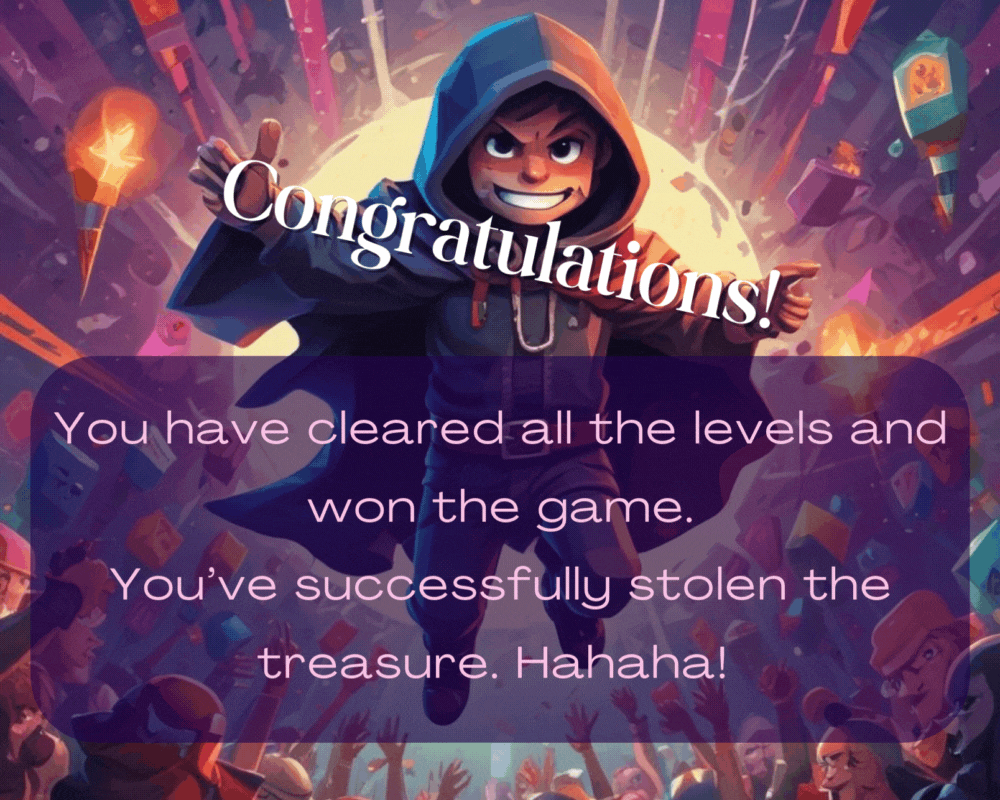 Congratulations!
You have cleared all the levels and
won the game.
You’ve successfully stolen the
treasure. Hahaha!